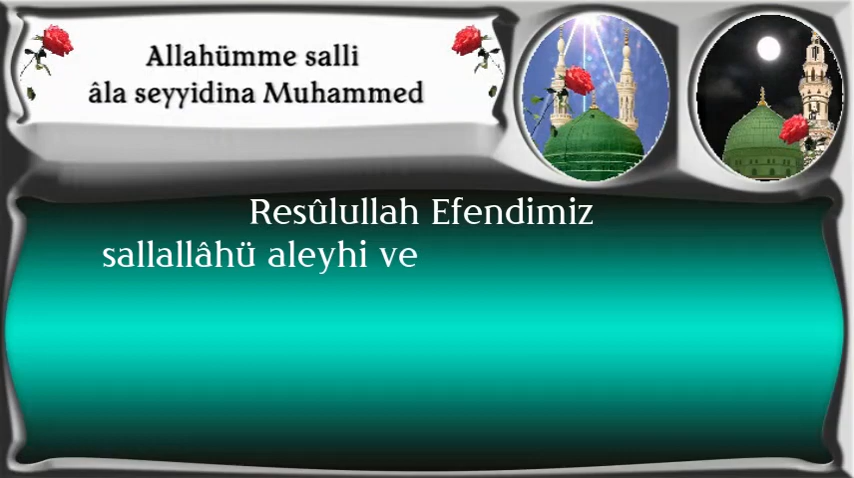 Allahümme salli
âla seyyidina Muhammed
Resûlullah Efendimiz
sallallâhü aleyhi ve